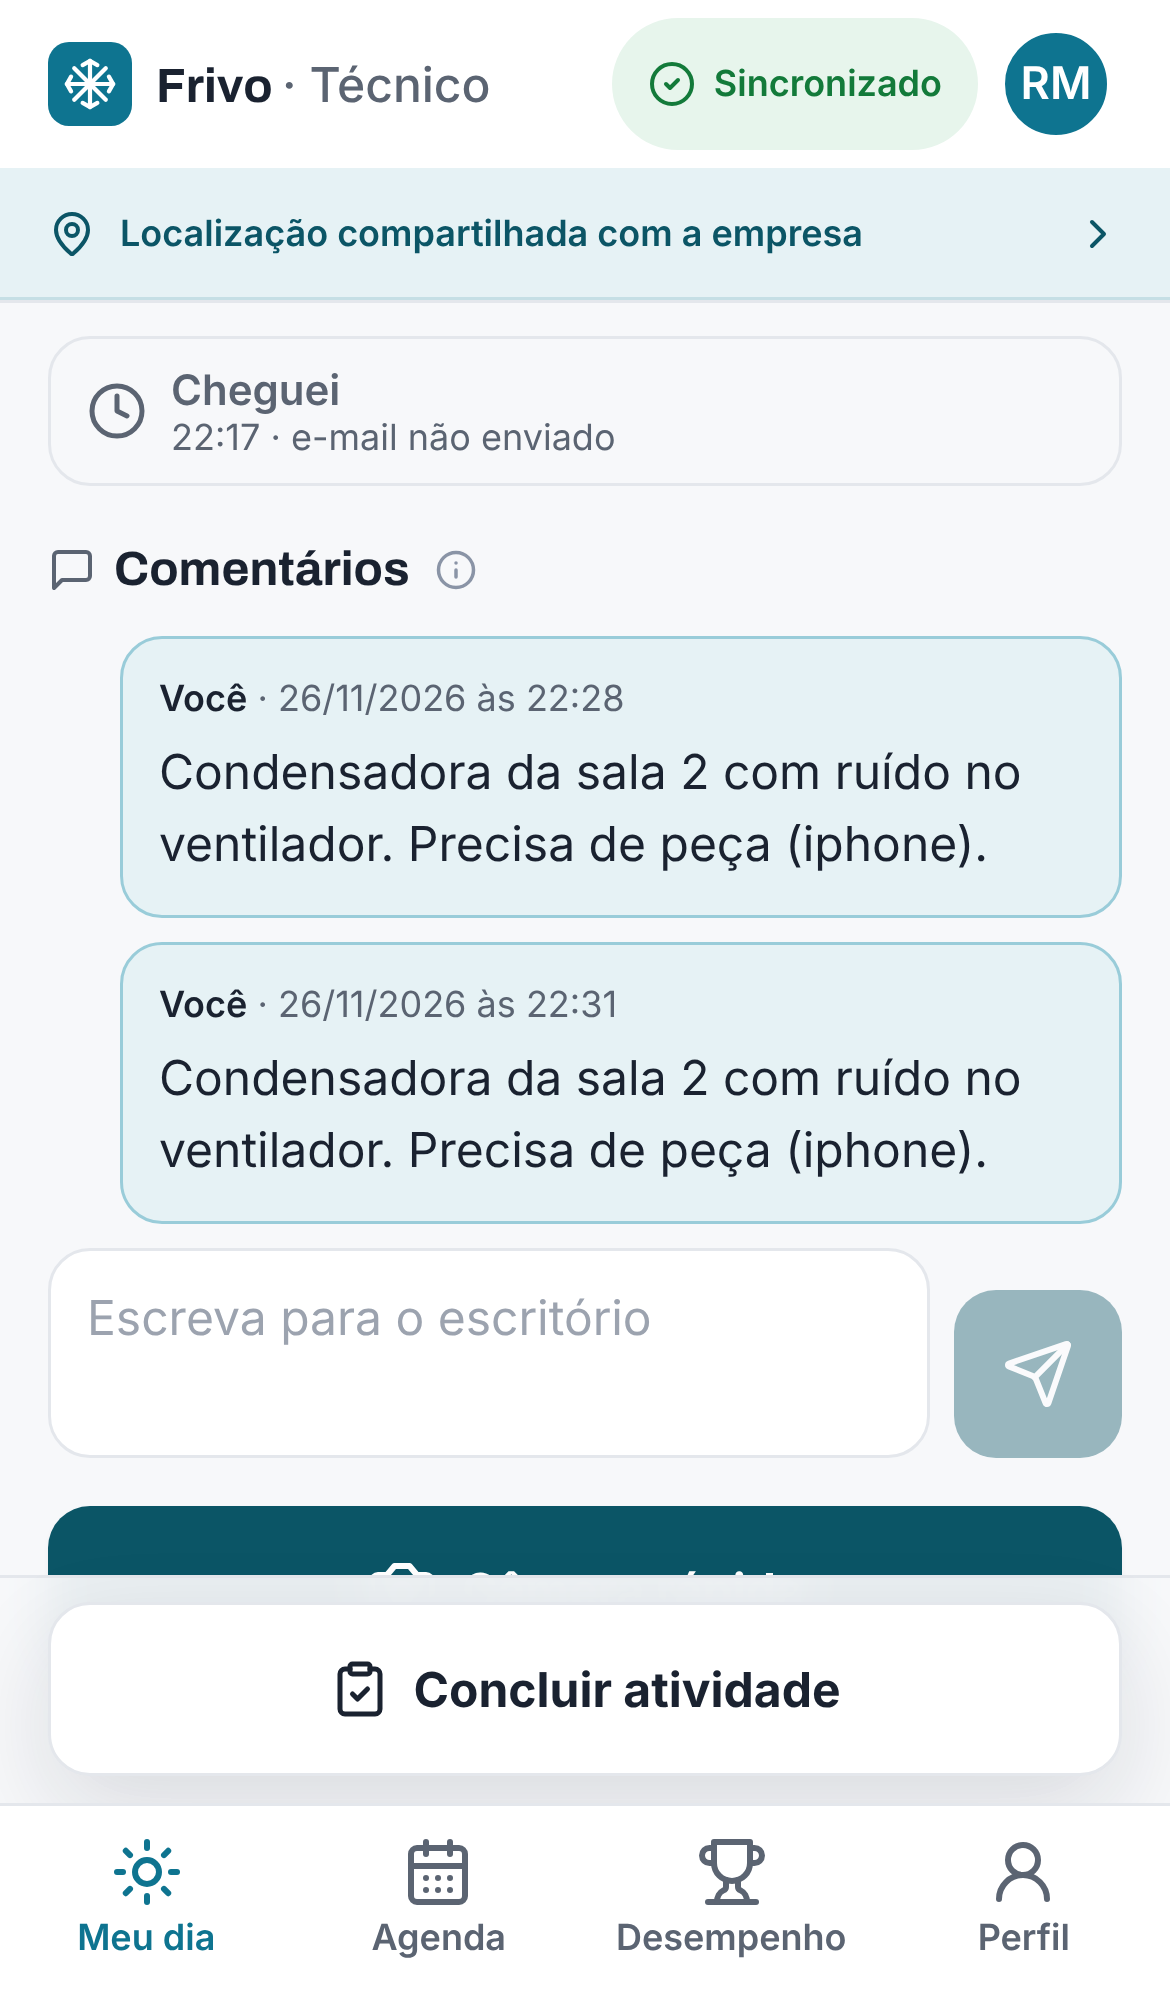 Frivo · Técnico
Sincronizado
RM
Localização compartilhada com a empresa
Cheguei
22:17 · e-mail não enviado
Comentários
Você · 26/11/2026 às 22:28
Condensadora da sala 2 com ruído no
ventilador. Precisa de peça (iphone).
Você · 26/11/2026 às 22:31
Condensadora da sala 2 com ruído no
ventilador. Precisa de peça (iphone).
Escreva para o escritório
Concluir atividade
Meu dia
Agenda
Desempenho
Perfil